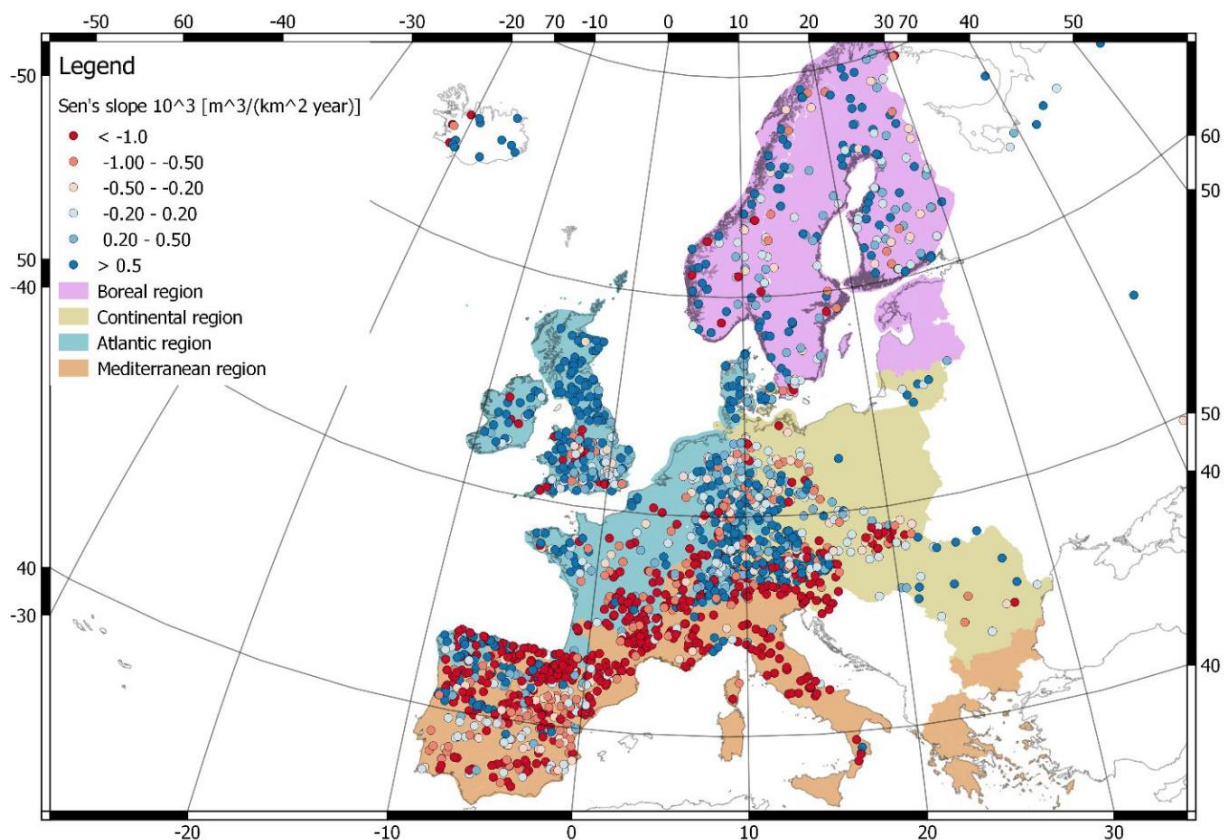 -50 -40 -30 -20 70 -10 0 10 20 30 70 40 50
Legend
Sen's slope 10^3 [m^3/(km^2 year)]
< -1.0
-1.00 - -0.50
-0.50 - -0.20
-0.20 - 0.20
0.20 - 0.50
> 0.5
Boreal region
Continental region
Atlantic region
Mediterranean region
-50
50
-40
40
-30
60
50
50
40
40
-20 -10 0 10 20 30